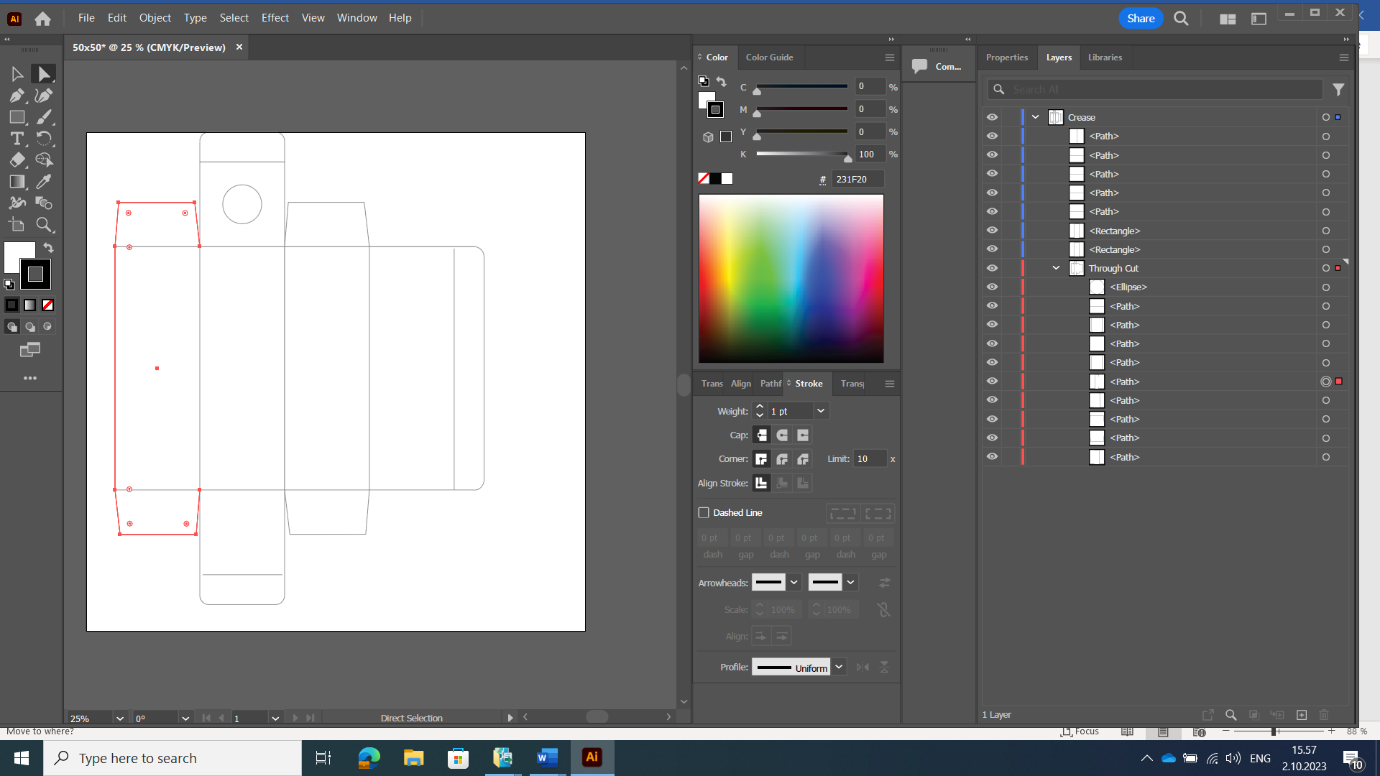 Ai File Edit Object Type Select Effect View Window Help Share
50x50* @ 25 % (CMYK/Preview) ×
Color Color Guide
C 0 %
M 0 %
Y 0 %
K 100 %
# 231F20
Trans Align Pathf Stroke Transp
Weight: 1 pt
Cap:
Corner: Limit: 10 x
Align Stroke:
Dashed Line
0 pt 0 pt 0 pt 0 pt 0 pt 0 pt
dash gap dash gap dash gap
Arrowheads:
Scale: 100% 100%
Align:
Profile: Uniform
Com...
Properties Layers Libraries
Search All
Crease
<Path>
<Path>
<Path>
<Path>
<Path>
<Rectangle>
<Rectangle>
Through Cut
<Ellipse>
<Path>
<Path>
<Path>
<Path>
<Path>
<Path>
<Path>
<Path>
<Path>
1 Layer
25% 0° 1 Direct Selection
Move to where? Focus 88 %
Type here to search
W Ai ENG
15.57
2.10.2023
10